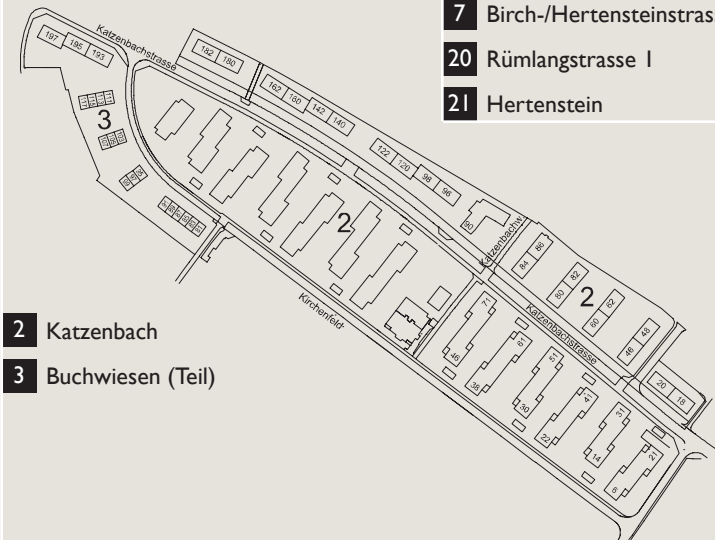 7 Birch-/Hertensteinstras
20 Rümlangstrasse 1
21 Hertenstein
Katzenbachstrasse
197 195 193
182 180
162 160 142 140
3
122 120 98 96
2
90
Katzenbachw.
86 84
82 80
2
62 60
48 46
Katzenbachstrasse
20 18
Kirchenfeld-
71 46
61 38
51 30
41 22
31 14
21 6
2 Katzenbach
3 Buchwiesen (Teil)